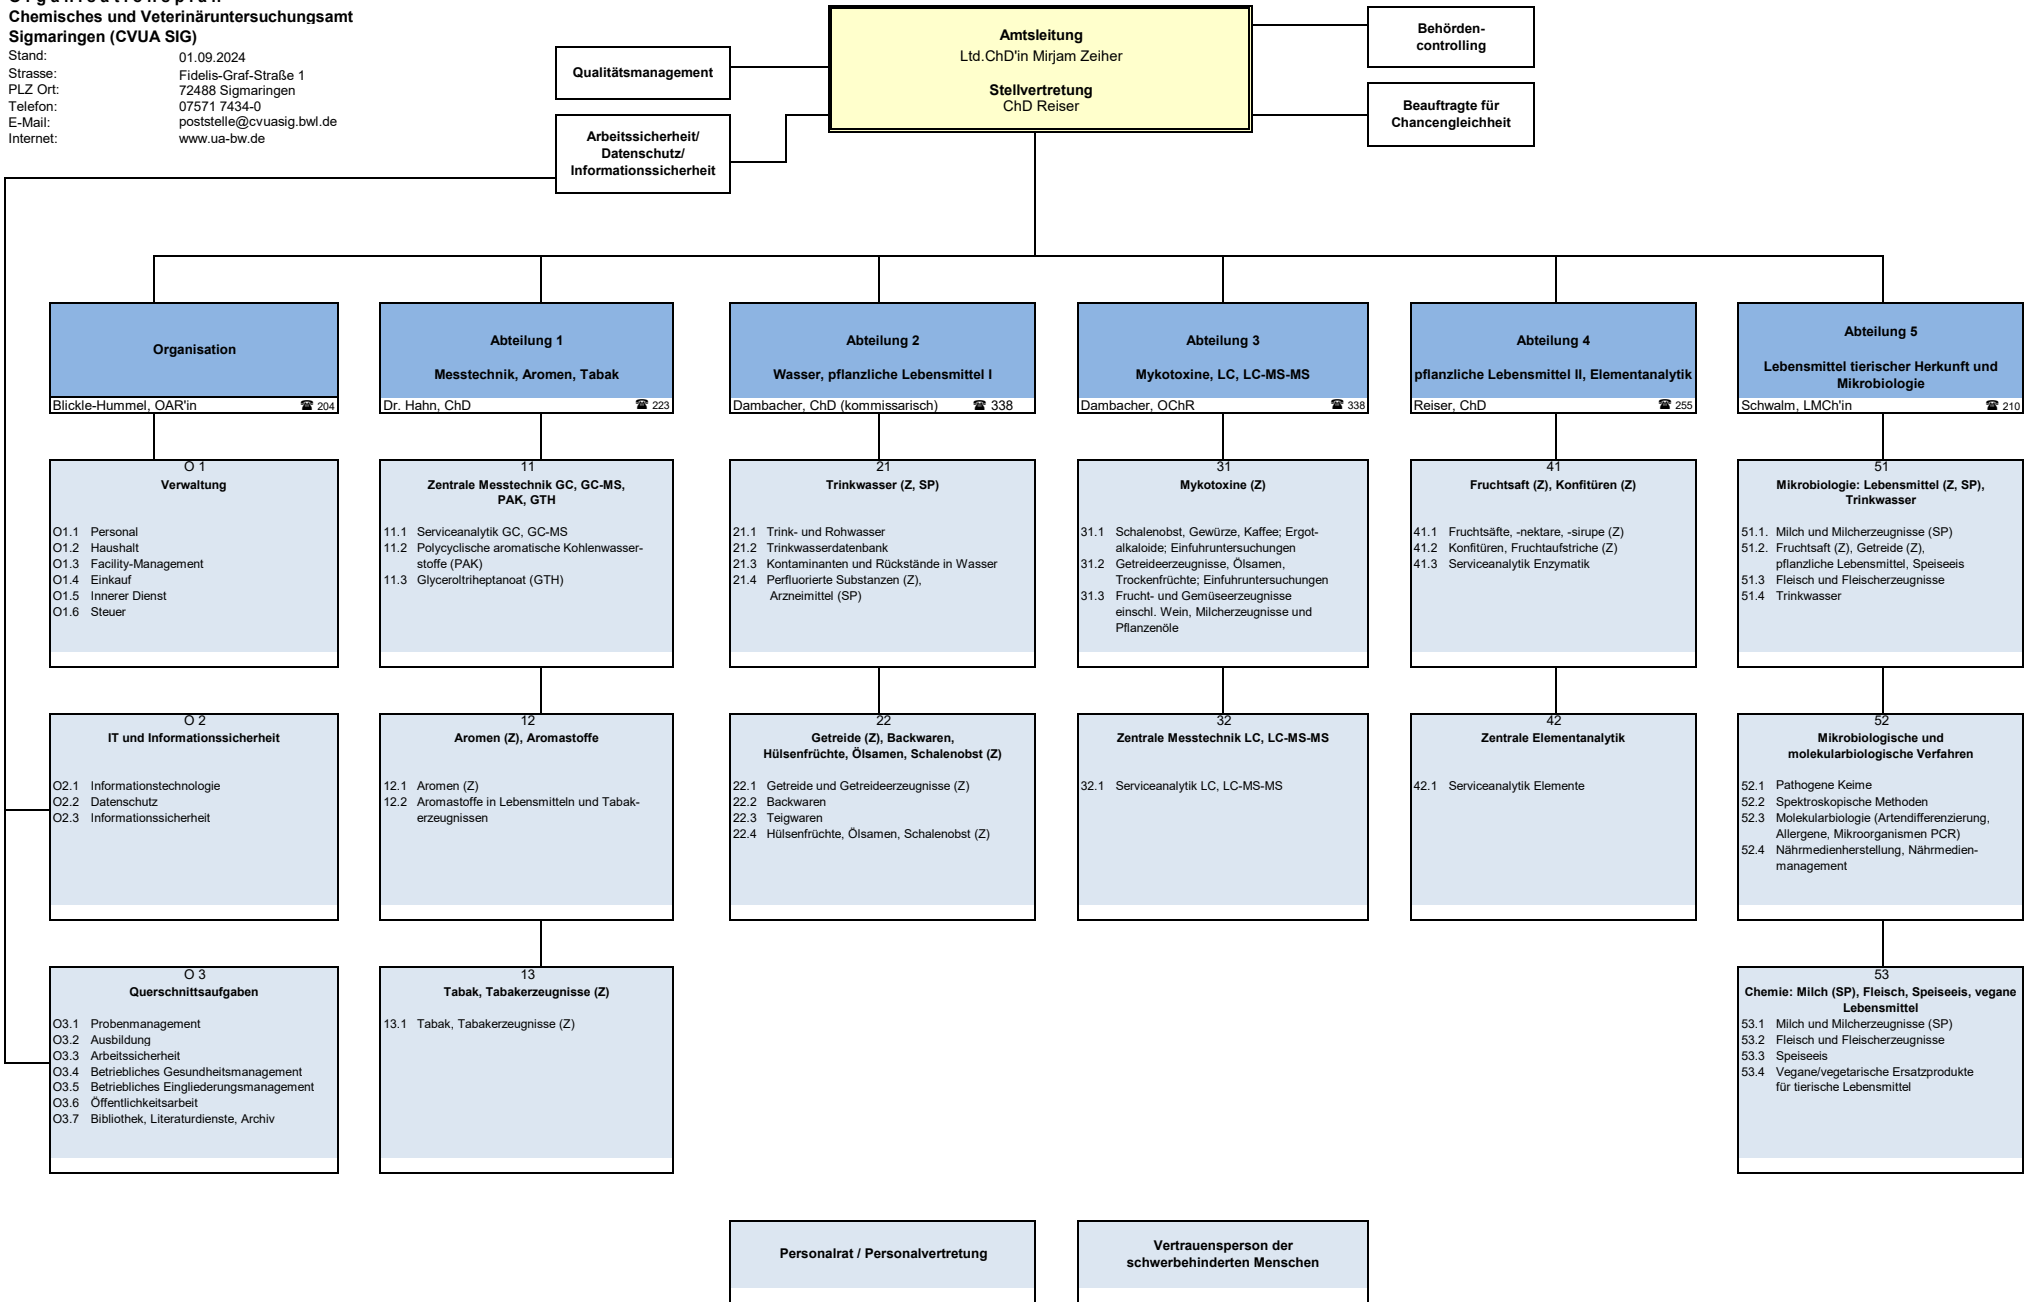 Organisationsplan
Chemisches und Veterinäruntersuchungsamt
Sigmaringen (CVUA SIG)
Stand: 01.09.2024
Strasse: Fidelis-Graf-Straße 1
PLZ Ort: 72488 Sigmaringen
Telefon: 07571 7434-0
E-Mail: poststelle@cvuasig.bwl.de
Internet: www.ua-bw.de
Qualitätsmanagement
Arbeitssicherheit/
Datenschutz/
Informationssicherheit
Amtsleitung
Ltd.ChD'in Mirjam Zeiher
Stellvertretung
ChD Reiser
Behörden-
controlling
Beauftragte für
Chancengleichheit
Organisation
Blickle-Hummel, OAR'in ☎ 204
O 1
Verwaltung
O1.1 Personal
O1.2 Haushalt
O1.3 Facility-Management
O1.4 Einkauf
O1.5 Innerer Dienst
O1.6 Steuer
O 2
IT und Informationssicherheit
O2.1 Informationstechnologie
O2.2 Datenschutz
O2.3 Informationssicherheit
O 3
Querschnittsaufgaben
O3.1 Probenmanagement
O3.2 Ausbildung
O3.3 Arbeitssicherheit
O3.4 Betriebliches Gesundheitsmanagement
O3.5 Betriebliches Eingliederungsmanagement
O3.6 Öffentlichkeitsarbeit
O3.7 Bibliothek, Literaturdienste, Archiv
Abteilung 1
Messtechnik, Aromen, Tabak
Dr. Hahn, ChD ☎ 223
11
Zentrale Messtechnik GC, GC-MS,
PAK, GTH
11.1 Serviceanalytik GC, GC-MS
11.2 Polycyclische aromatische Kohlenwasser-
stoffe (PAK)
11.3 Glyceroltriheptanoat (GTH)
12
Aromen (Z), Aromastoffe
12.1 Aromen (Z)
12.2 Aromastoffe in Lebensmitteln und Tabak-
erzeugnissen
13
Tabak, Tabakerzeugnisse (Z)
13.1 Tabak, Tabakerzeugnisse (Z)
Abteilung 2
Wasser, pflanzliche Lebensmittel I
Dambacher, ChD (kommissarisch) ☎ 338
21
Trinkwasser (Z, SP)
21.1 Trink- und Rohwasser
21.2 Trinkwasserdatenbank
21.3 Kontaminanten und Rückstände in Wasser
21.4 Perfluorierte Substanzen (Z),
Arzneimittel (SP)
22
Getreide (Z), Backwaren,
Hülsenfrüchte, Ölsamen, Schalenobst (Z)
22.1 Getreide und Getreideerzeugnisse (Z)
22.2 Backwaren
22.3 Teigwaren
22.4 Hülsenfrüchte, Ölsamen, Schalenobst (Z)
Abteilung 3
Mykotoxine, LC, LC-MS-MS
Dambacher, OChR ☎ 338
31
Mykotoxine (Z)
31.1 Schalenobst, Gewürze, Kaffee; Ergot-
alkaloide; Einfuhruntersuchungen
31.2 Getreideerzeugnisse, Ölsamen,
Trockenfrüchte; Einfuhruntersuchungen
31.3 Frucht- und Gemüseerzeugnisse
einschl. Wein, Milcherzeugnisse und
Pflanzenöle
32
Zentrale Messtechnik LC, LC-MS-MS
32.1 Serviceanalytik LC, LC-MS-MS
Abteilung 4
pflanzliche Lebensmittel II, Elementanalytik
Reiser, ChD ☎ 255
41
Fruchtsaft (Z), Konfitüren (Z)
41.1 Fruchtsäfte, -nektare, -sirupe (Z)
41.2 Konfitüren, Fruchtaufstriche (Z)
41.3 Serviceanalytik Enzymatik
42
Zentrale Elementanalytik
42.1 Serviceanalytik Elemente
Abteilung 5
Lebensmittel tierischer Herkunft und
Mikrobiologie
Schwalm, LMCh'in ☎ 210
51
Mikrobiologie: Lebensmittel (Z, SP),
Trinkwasser
51.1. Milch und Milcherzeugnisse (SP)
51.2. Fruchtsaft (Z), Getreide (Z),
pflanzliche Lebensmittel, Speiseeis
51.3 Fleisch und Fleischerzeugnisse
51.4 Trinkwasser
52
Mikrobiologische und
molekularbiologische Verfahren
52.1 Pathogene Keime
52.2 Spektroskopische Methoden
52.3 Molekularbiologie (Artendifferenzierung,
Allergene, Mikroorganismen PCR)
52.4 Nährmedienherstellung, Nährmedien-
management
53
Chemie: Milch (SP), Fleisch, Speiseeis, vegane
Lebensmittel
53.1 Milch und Milcherzeugnisse (SP)
53.2 Fleisch und Fleischerzeugnisse
53.3 Speiseeis
53.4 Vegane/vegetarische Ersatzprodukte
für tierische Lebensmittel
Personalrat / Personalvertretung
Vertrauensperson der
schwerbehinderten Menschen